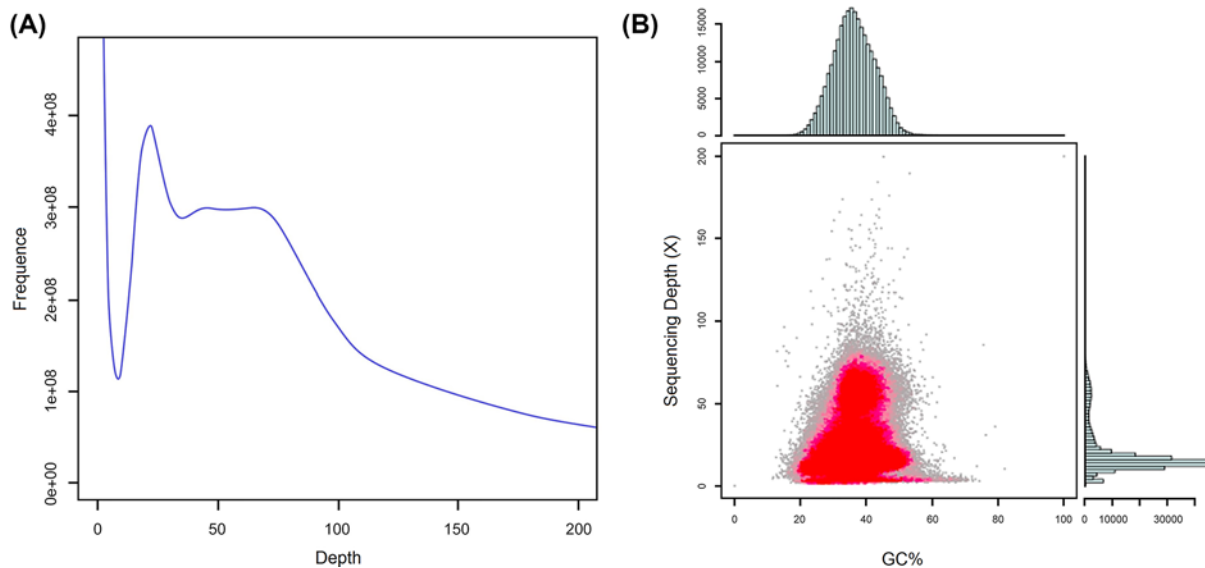 (A)
Frequence
0e+00 1e+08 2e+08 3e+08 4e+08
0 50 100 150 200
Depth
(B)
0 5000 10000 15000
Sequencing Depth (X)
0 50 100 150 200
0 20 40 60 80 100
GC%
0 10000 30000